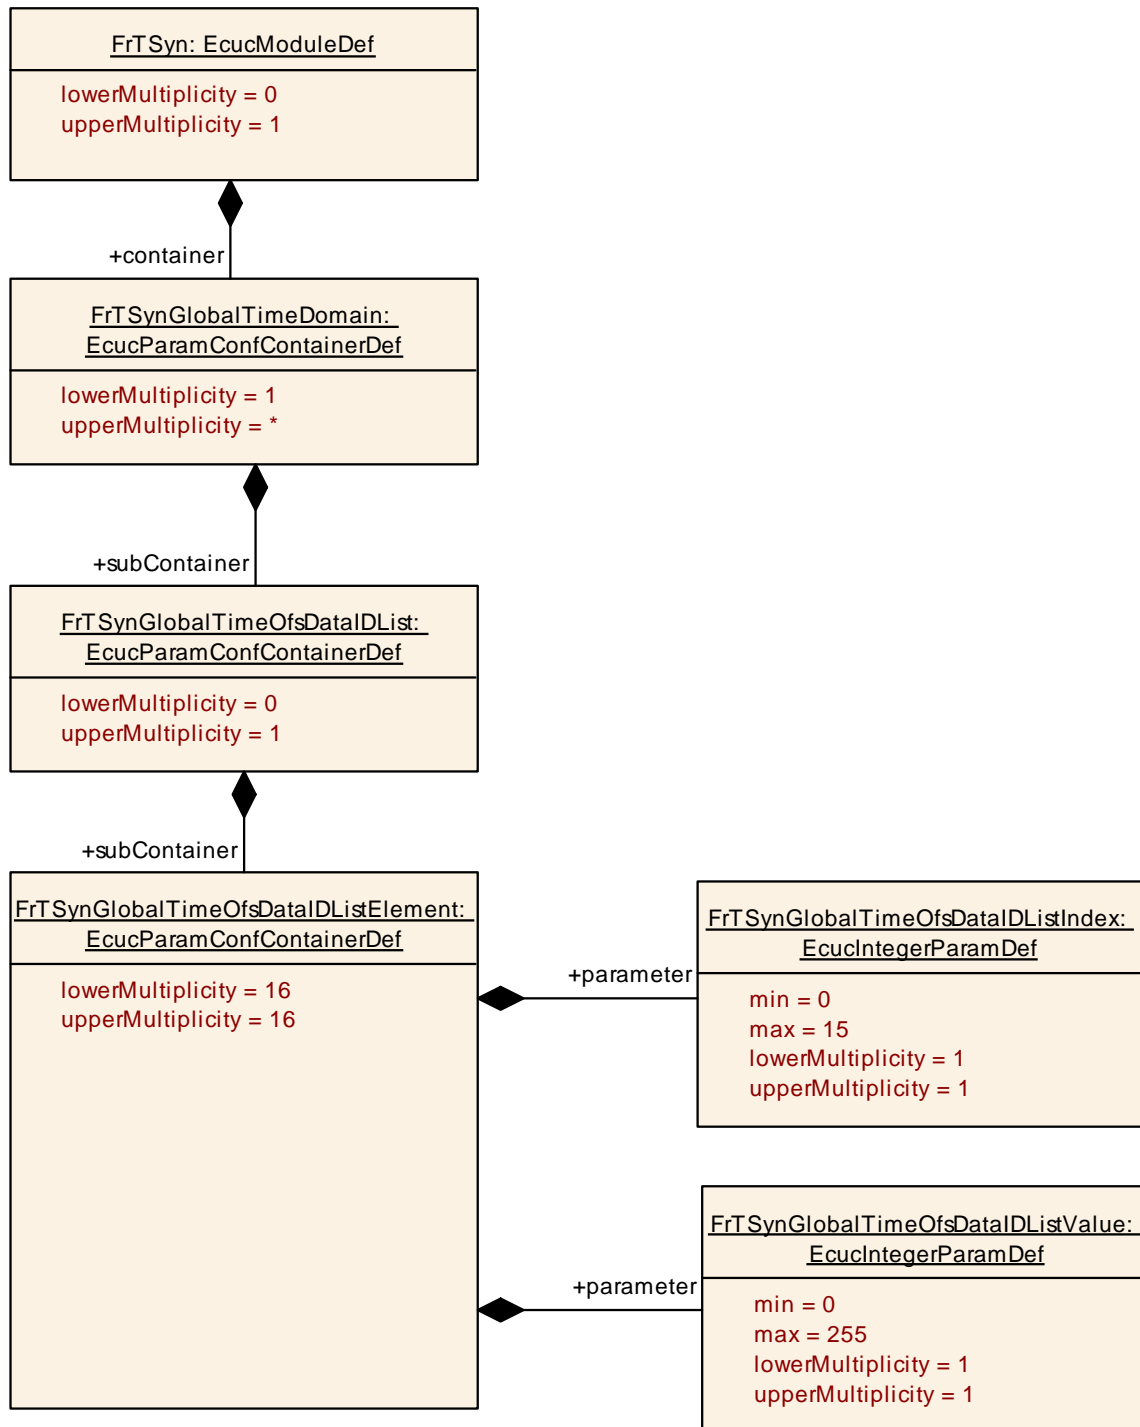 FrTSyn: EcucModuleDef
lowerMultiplicity = 0
upperMultiplicity = 1
+container
FrTSynGlobalTimeDomain:
EcucParamConfContainerDef
lowerMultiplicity = 1
upperMultiplicity = *
+subContainer
FrTSynGlobalTimeOfsDataIDList:
EcucParamConfContainerDef
lowerMultiplicity = 0
upperMultiplicity = 1
+subContainer
FrTSynGlobalTimeOfsDataIDListElement:
EcucParamConfContainerDef
lowerMultiplicity = 16
upperMultiplicity = 16
+parameter
FrTSynGlobalTimeOfsDataIDListIndex:
EcucIntegerParamDef
min = 0
max = 15
lowerMultiplicity = 1
upperMultiplicity = 1
+parameter
FrTSynGlobalTimeOfsDataIDListValue:
EcucIntegerParamDef
min = 0
max = 255
lowerMultiplicity = 1
upperMultiplicity = 1